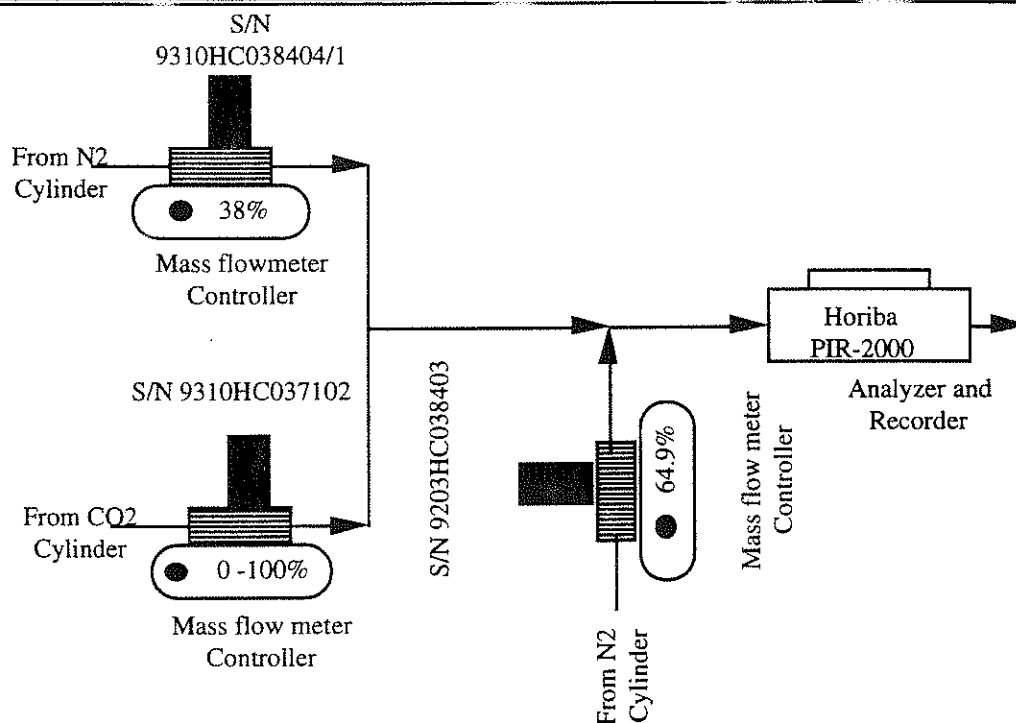 S/N
9310HC038404/1
From N2
Cylinder
38%
Mass flowmeter
Controller
S/N 9310HC037102
From CO2
Cylinder
0 -100%
Mass flow meter
Controller
S/N 9203HC038403
64.9%
Mass flow meter
Controller
From N2
Cylinder
Horiba
PIR-2000
Analyzer and
Recorder